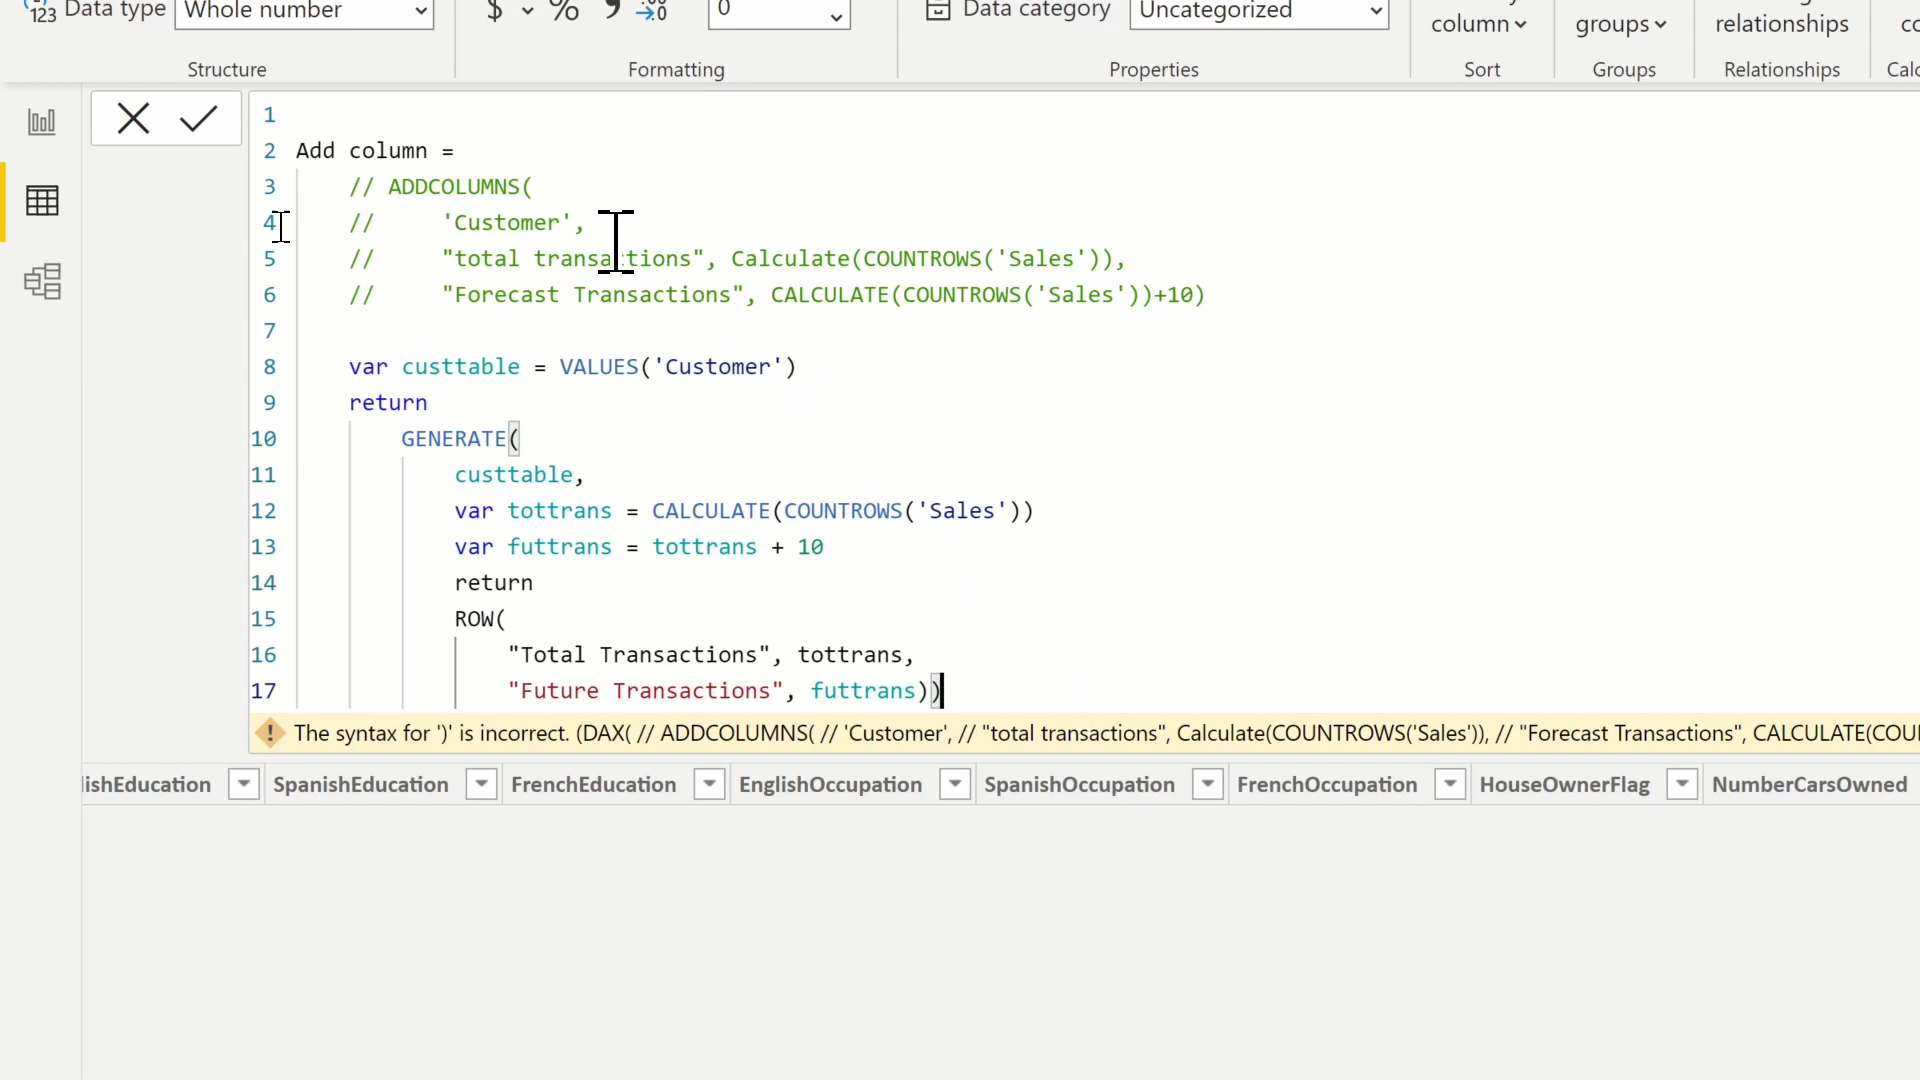 123 Data type Whole number $ % 0 Data category Uncategorized column groups relationships
Structure Formatting Properties Sort Groups Relationships
1
2 Add column =
3 // ADDCOLUMNS(
4 // 'Customer',
5 // "total transactions", Calculate(COUNTROWS('Sales')),
6 // "Forecast Transactions", CALCULATE(COUNTROWS('Sales'))+10)
7
8 var custtable = VALUES('Customer')
9 return
10 GENERATE(
11 custtable,
12 var tottrans = CALCULATE(COUNTROWS('Sales'))
13 var futtrans = tottrans + 10
14 return
15 ROW(
16 "Total Transactions", tottrans,
17 "Future Transactions", futtrans))
The syntax for ')' is incorrect. (DAX( // ADDCOLUMNS( // 'Customer', // "total transactions", Calculate(COUNTROWS('Sales')), // "Forecast Transactions", CALCULATE(COU
lishEducation SpanishEducation FrenchEducation EnglishOccupation SpanishOccupation FrenchOccupation HouseOwnerFlag NumberCarsOwned